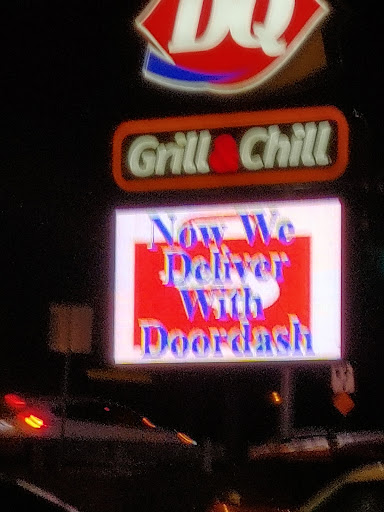 DQ
Grill & Chill
Now We
Deliver
With
Doordash